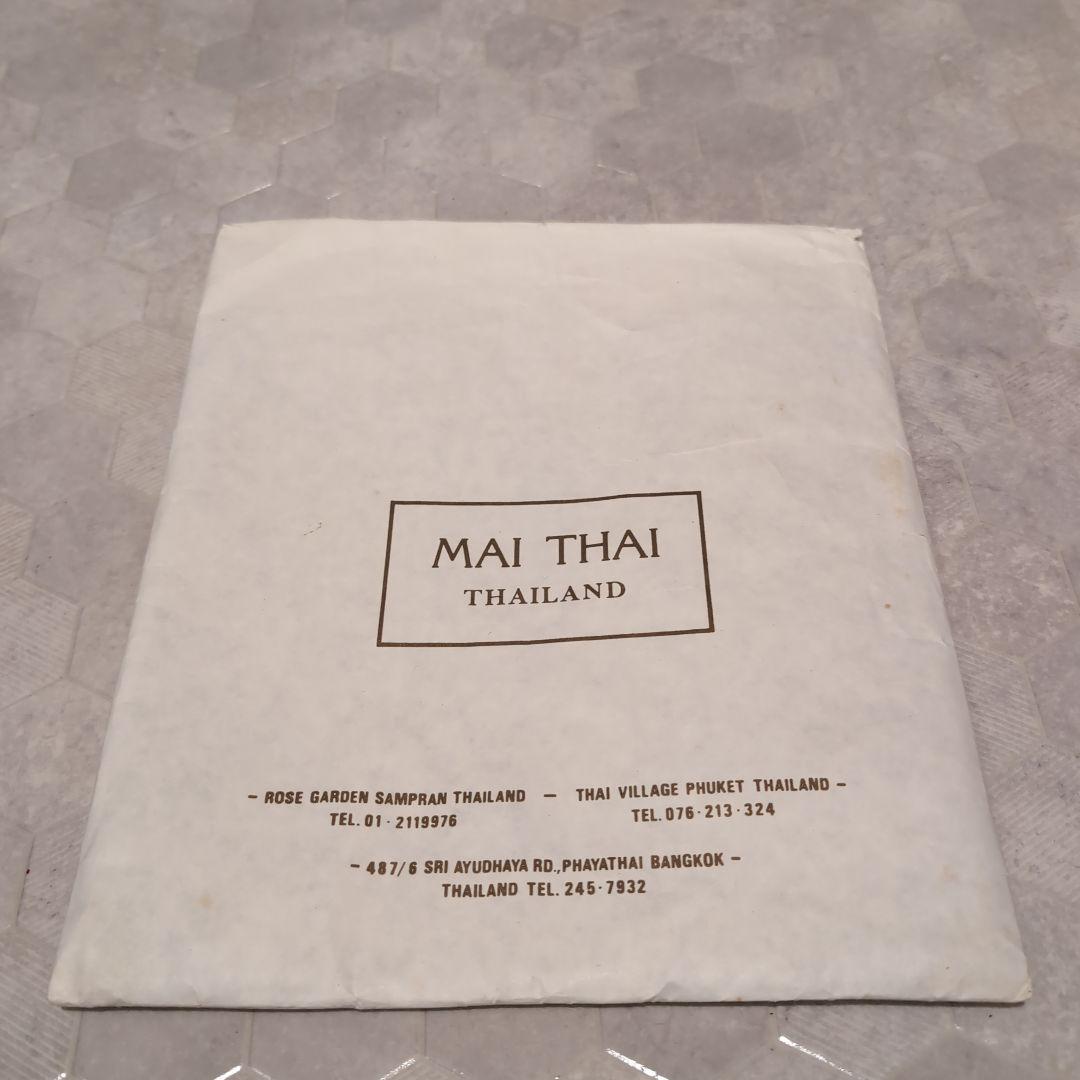 MAI THAI
THAILAND
- ROSE GARDEN SAMPRAN THAILAND — THAI VILLAGE PHUKET THAILAND -
TEL. 01 · 2119976 TEL. 076 · 213 · 324
- 487/6 SRI AYUDHAYA RD., PHAYATHAI BANGKOK -
THAILAND TEL. 245 · 7932